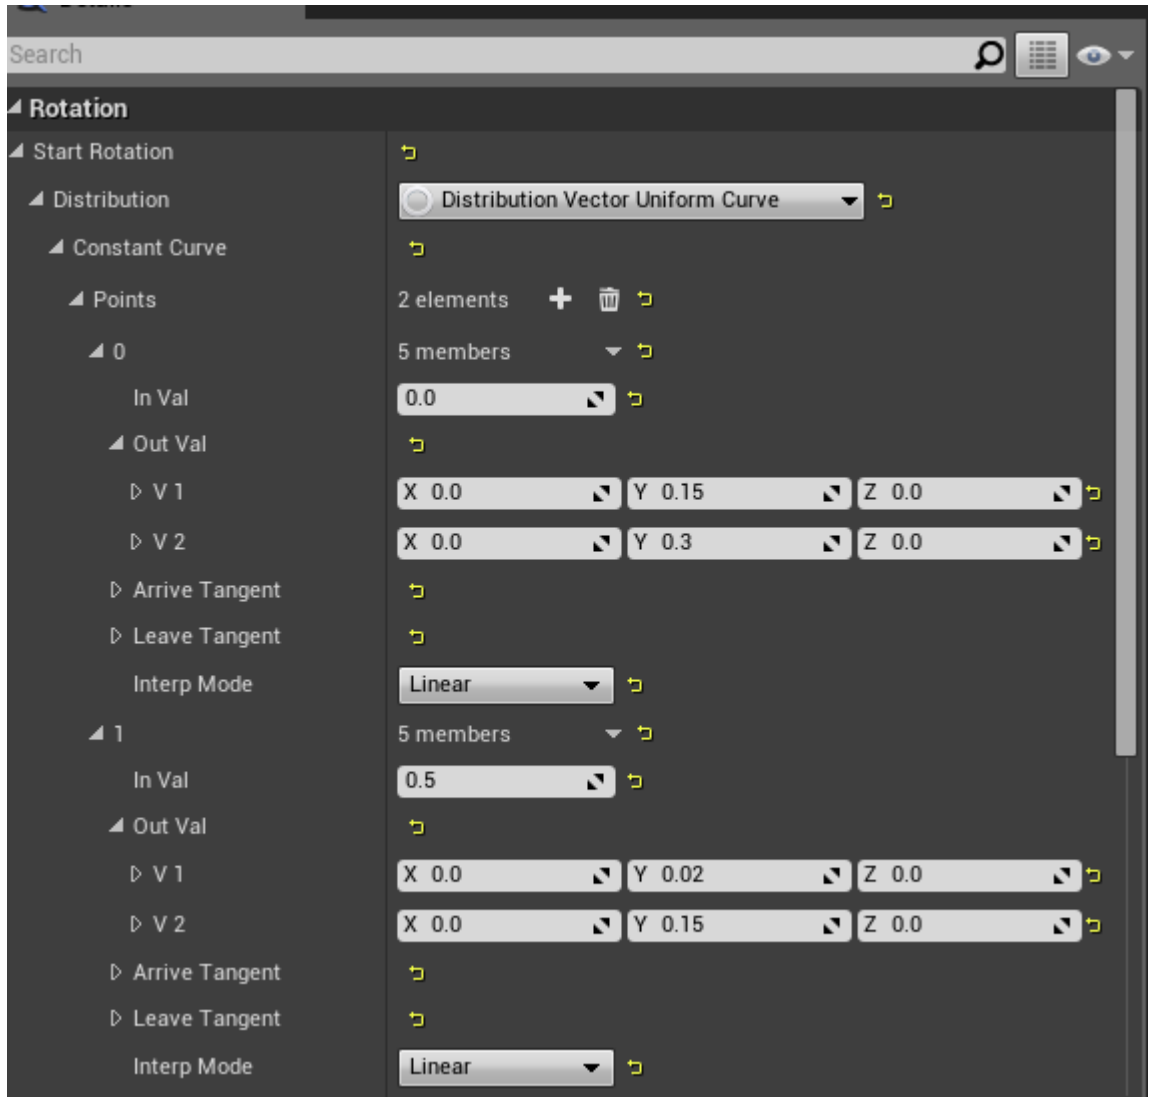 Details
Search
Rotation
Start Rotation
Distribution Distribution Vector Uniform Curve
Constant Curve
Points 2 elements
0 5 members
In Val 0.0
Out Val
V 1 X 0.0 Y 0.15 Z 0.0
V 2 X 0.0 Y 0.3 Z 0.0
Arrive Tangent
Leave Tangent
Interp Mode Linear
1 5 members
In Val 0.5
Out Val
V 1 X 0.0 Y 0.02 Z 0.0
V 2 X 0.0 Y 0.15 Z 0.0
Arrive Tangent
Leave Tangent
Interp Mode Linear